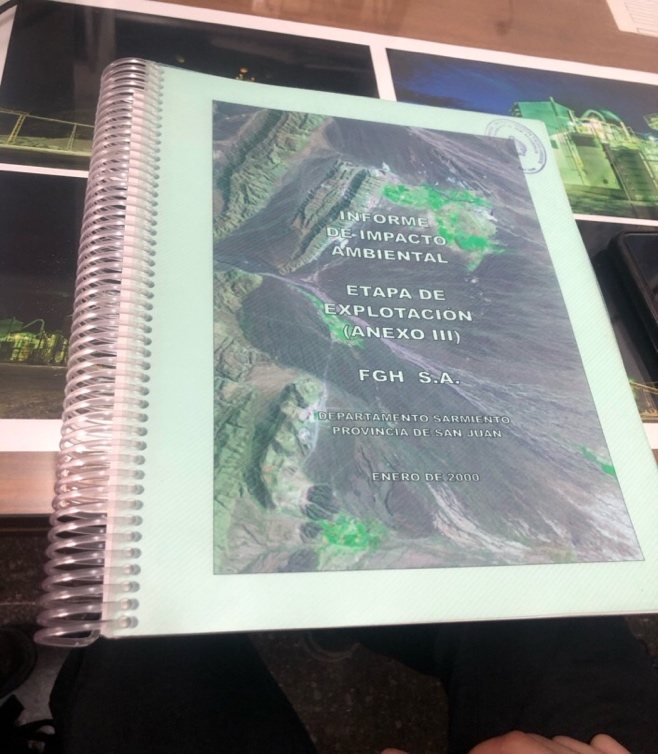 INFORME
DE IMPACTO
AMBIENTAL
ETAPA DE
EXPLOTACION
(ANEXO III)
FGH S.A.
DEPARTAMENTO SARMIENTO
PROVINCIA DE SAN JUAN
ENERO DE 2000